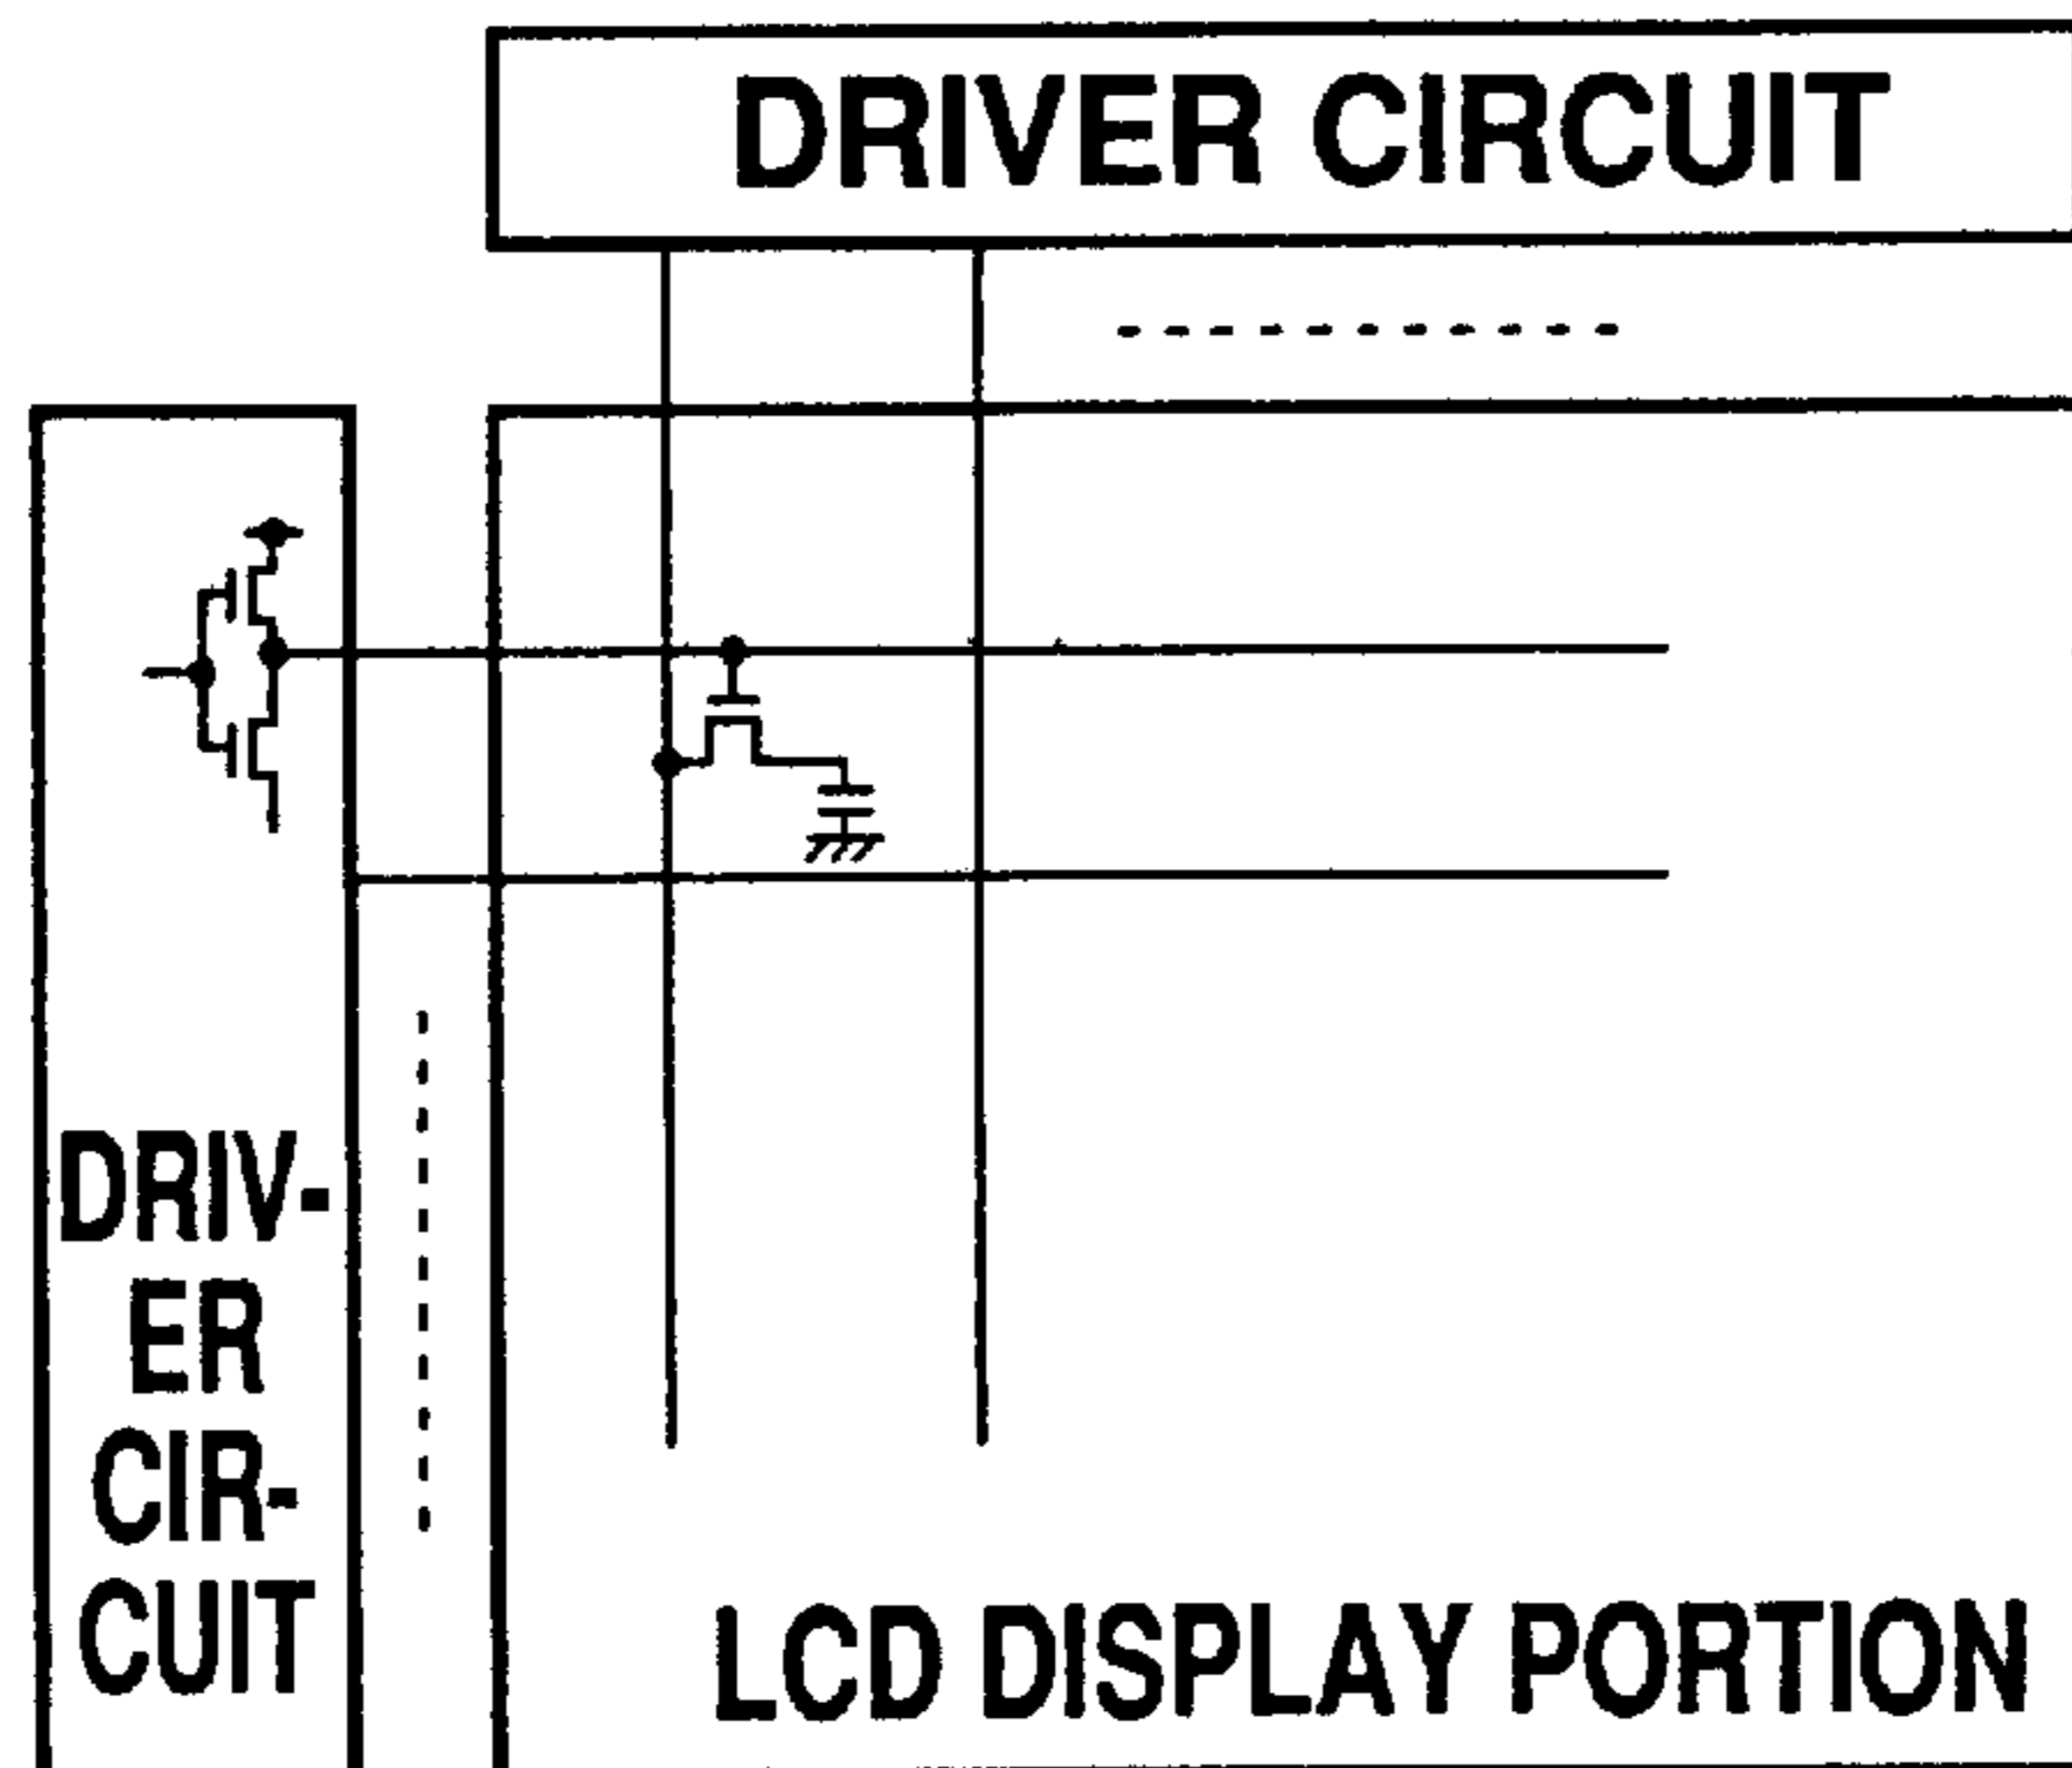 DRIVER CIRCUIT
DRIV-
ER
CIR-
CUIT
LCD DISPLAY PORTION